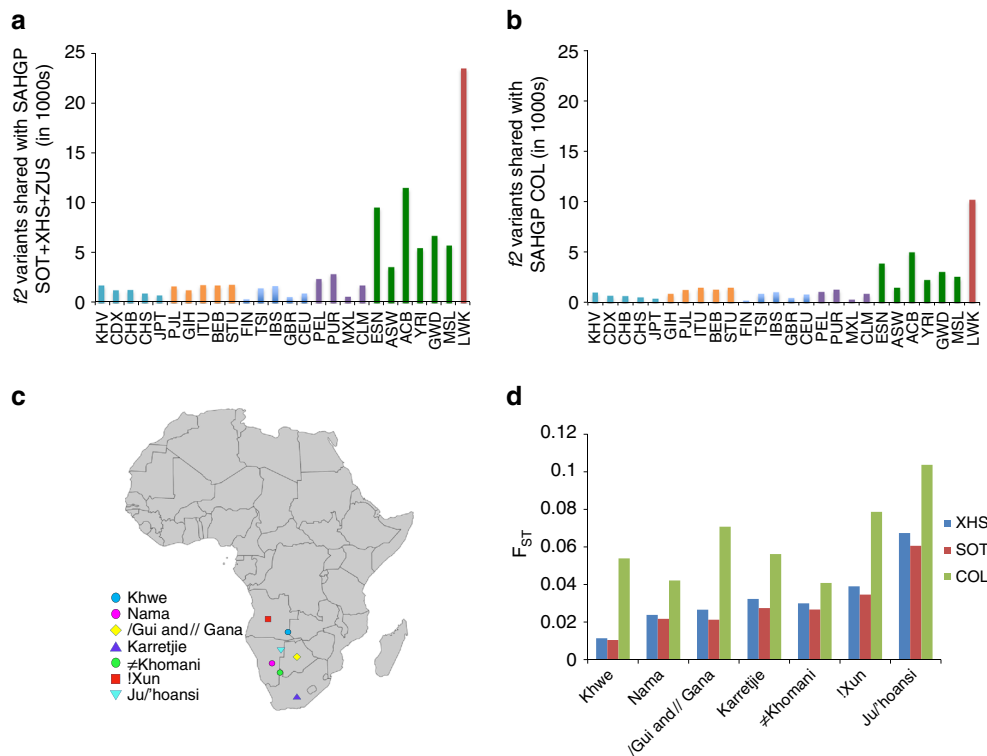 a
f2 variants shared with SAHGP
SOT+XHS+ZUS (in 1000s)
25
20
15
10
5
0
KHV
CDX
CHB
CHS
JPT
PJL
GIH
ITU
BEB
STU
FIN
TSI
IBS
GBR
CEU
PEL
PUR
MXL
CLM
ESN
ASW
ACB
YRI
GWD
MSL
LWK
b
f2 variants shared with
SAHGP COL (in 1000s)
25
20
15
10
5
0
KHV
CDX
CHB
CHS
JPT
GIH
PJL
ITU
BEB
STU
FIN
TSI
IBS
GBR
CEU
PEL
PUR
MXL
CLM
ESN
ASW
ACB
YRI
GWD
MSL
LWK
c
Khwe
Nama
/Gui and// Gana
Karretjie
≠Khomani
!Xun
Ju/'hoansi
d
FST
0.12
0.1
0.08
0.06
0.04
0.02
0
Khwe
Nama
/Gui and// Gana
Karretjie
≠Khomani
!Xun
Ju/'hoansi
XHS
SOT
COL